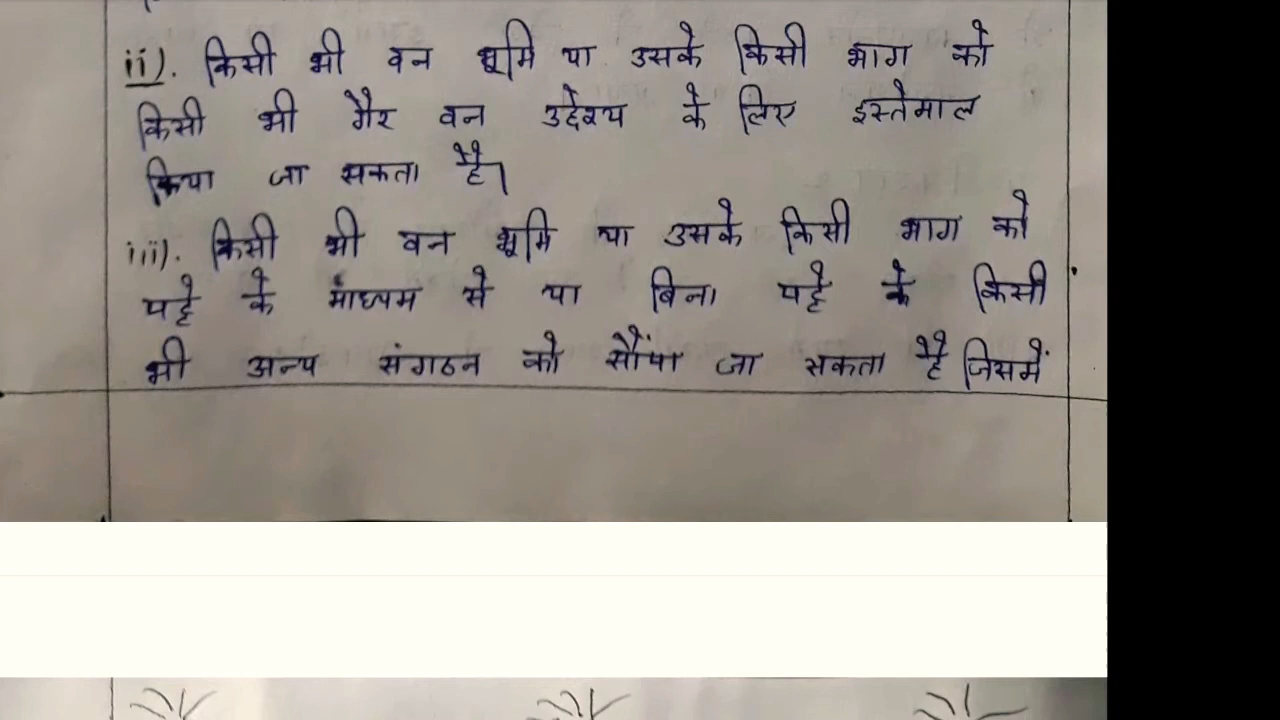 ii). किसी भी वन भूमि या उसके किसी भाग को
किसी भी गैर वन उद्देश्य के लिए इस्तेमाल
किया जा सकता है।
iii). किसी भी वन भूमि या उसके किसी भाग को
पट्टे के माध्यम से या बिना पट्टे के किसी
भी अन्य संगठन को सौंपा जा सकता है जिसमें